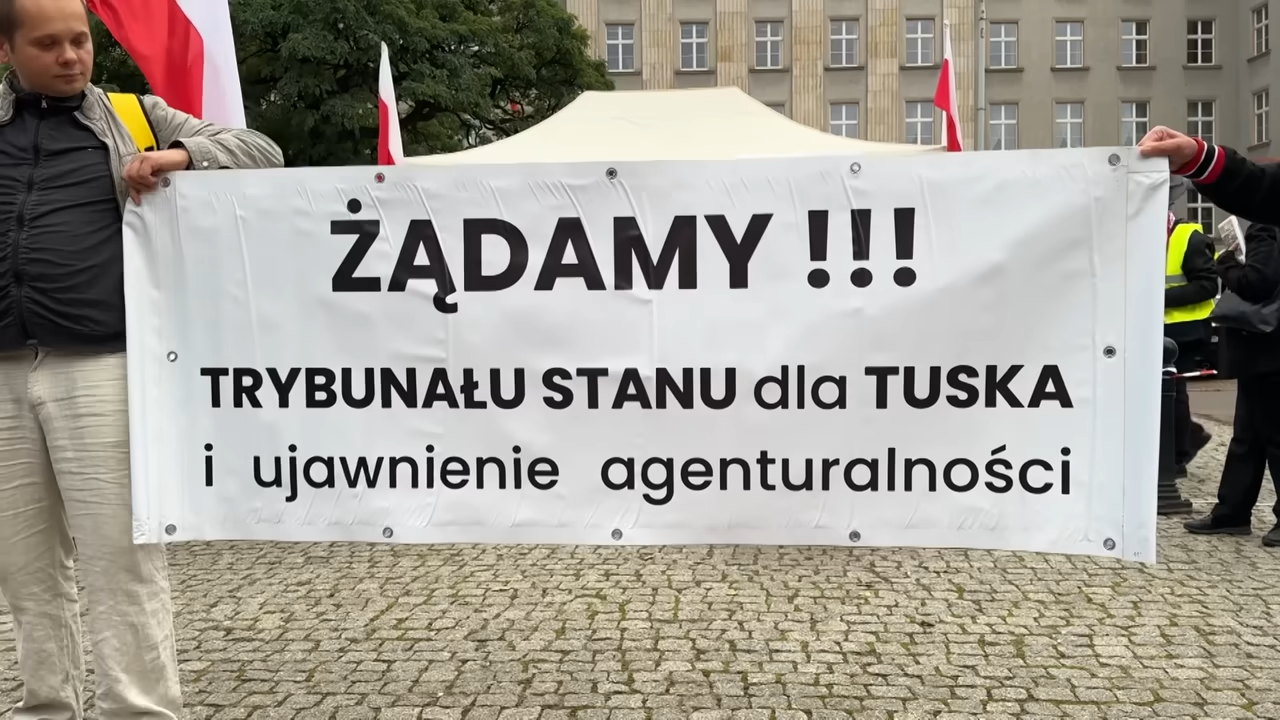 ŻĄDAMY !!!
TRYBUNAŁU STANU dla TUSKA
i ujawnienie agenturalności